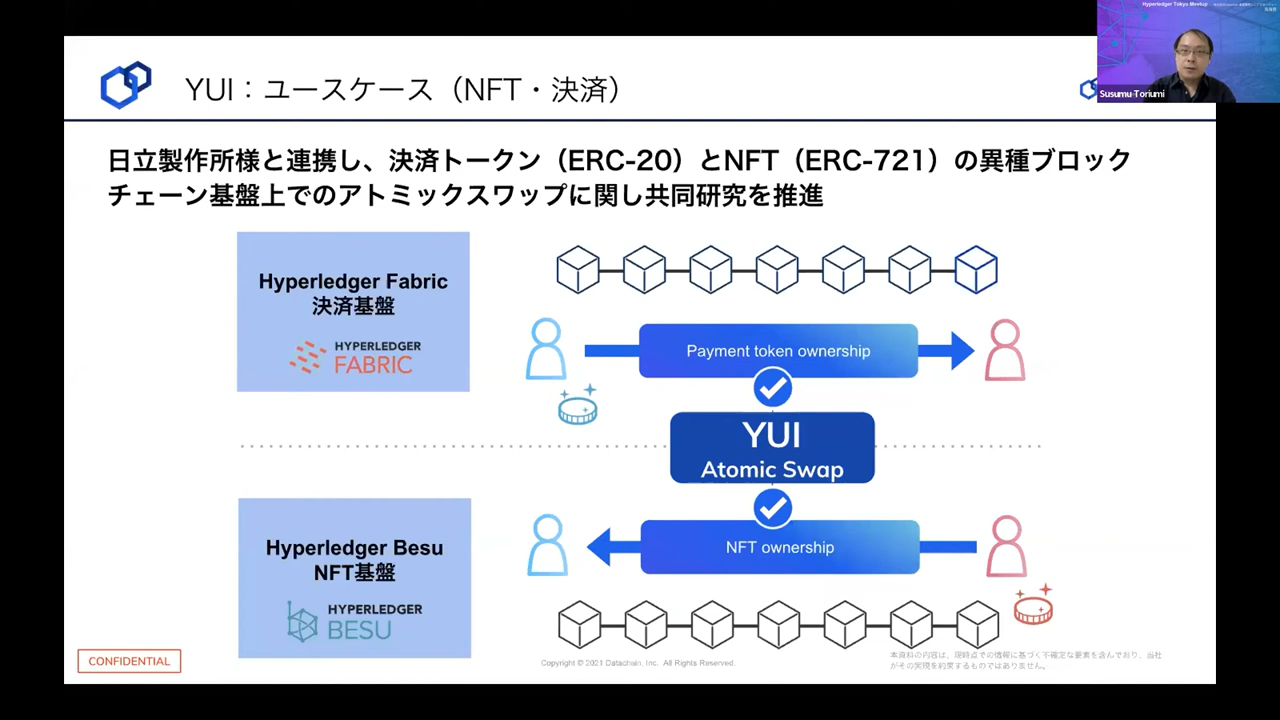 Hyperledger Tokyo Meetup
Susumu Toriumi
YUI：ユースケース（NFT・決済）
日立製作所様と連携し、決済トークン（ERC-20）とNFT（ERC-721）の異種ブロック
チェーン基盤上でのアトミックスワップに関し共同研究を推進
Hyperledger Fabric
決済基盤
HYPERLEDGER
FABRIC
Payment token ownership
YUI
Atomic Swap
Hyperledger Besu
NFT基盤
HYPERLEDGER
BESU
NFT ownership
CONFIDENTIAL
Copyright © 2021 Datachain, Inc. All Rights Reserved.
本資料の内容は、現時点での情報に基づく不確定な要素を含んでおり、当社
がその実現を約束するものではありません。